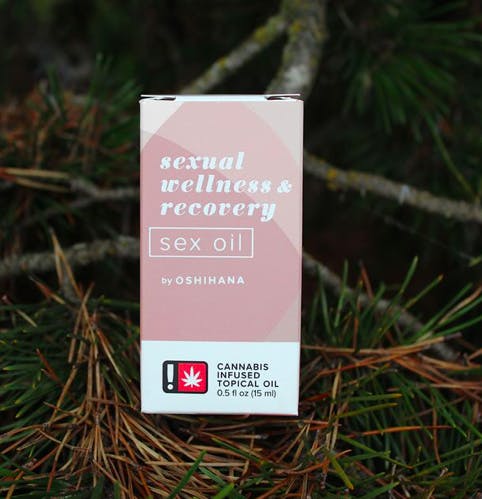 sexual
wellness &
recovery
sex oil
by OSHIHANA
!
CANNABIS
INFUSED
TOPICAL OIL
0.5 fl oz (15 ml)